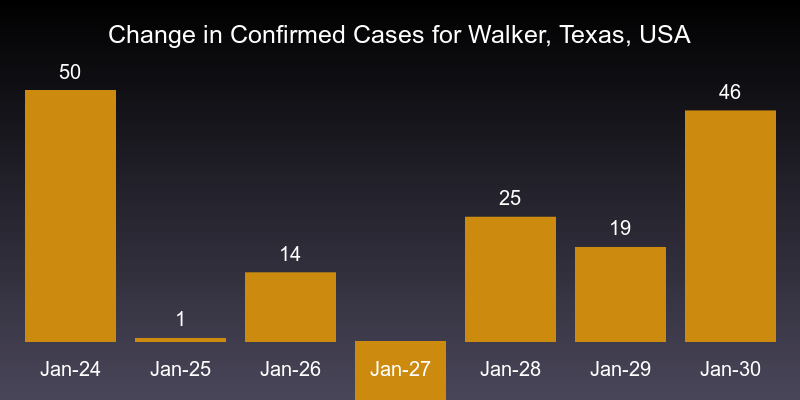 Change in Confirmed Cases for Walker, Texas, USA
50
1
14
25
19
46
Jan-24
Jan-25
Jan-26
Jan-27
Jan-28
Jan-29
Jan-30